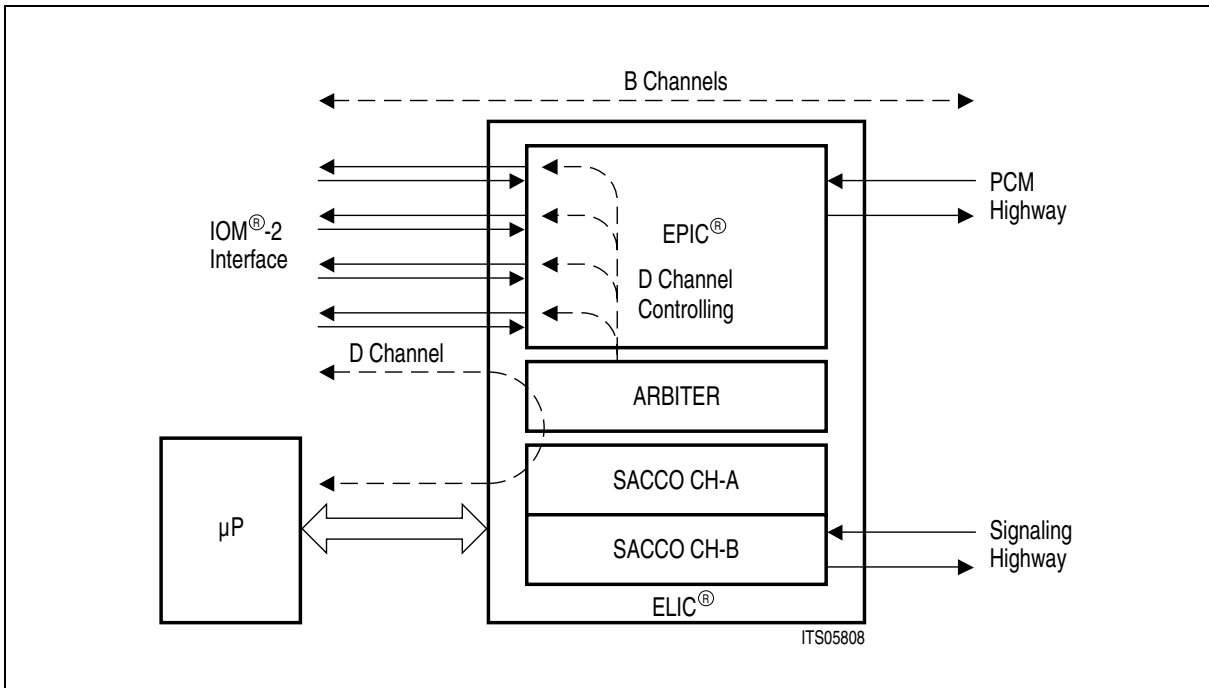 B Channels
IOM®-2
Interface
EPIC®
D Channel
Controlling
PCM
Highway
D Channel
ARBITER
SACCO CH-A
µP
SACCO CH-B
Signaling
Highway
ELIC®
ITS05808